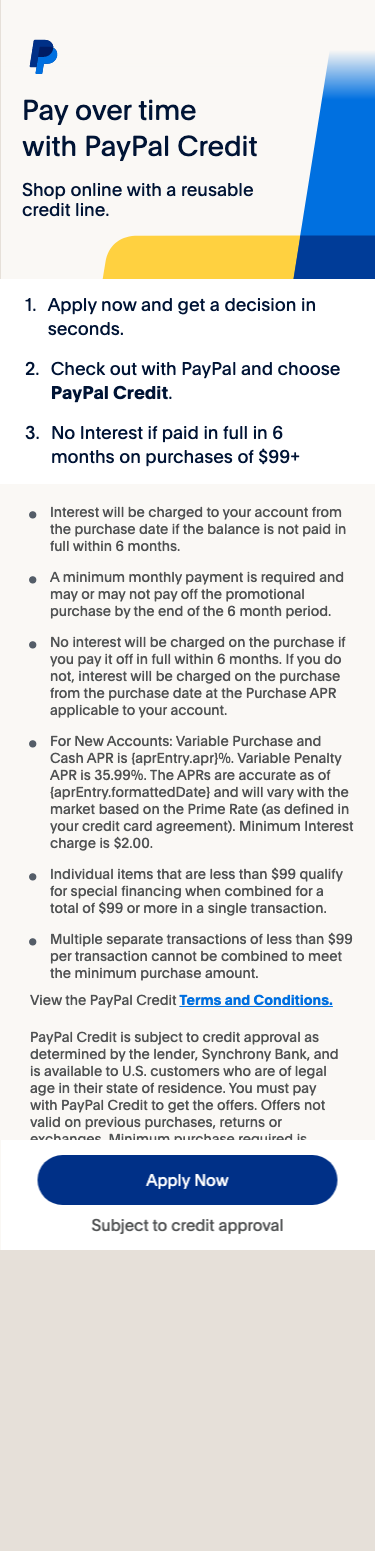 Pay over time
with PayPal Credit
Shop online with a reusable
credit line.
1. Apply now and get a decision in
seconds.
2. Check out with PayPal and choose
PayPal Credit.
3. No Interest if paid in full in 6
months on purchases of $99+
Interest will be charged to your account from
the purchase date if the balance is not paid in
full within 6 months.
A minimum monthly payment is required and
may or may not pay off the promotional
purchase by the end of the 6 month period.
No interest will be charged on the purchase if
you pay it off in full within 6 months. If you do
not, interest will be charged on the purchase
from the purchase date at the Purchase APR
applicable to your account.
For New Accounts: Variable Purchase and
Cash APR is {aprEntry.apr}%. Variable Penalty
APR is 35.99%. The APRs are accurate as of
{aprEntry.formattedDate} and will vary with the
market based on the Prime Rate (as defined in
your credit card agreement). Minimum Interest
charge is $2.00.
Individual items that are less than $99 qualify
for special financing when combined for a
total of $99 or more in a single transaction.
Multiple separate transactions of less than $99
per transaction cannot be combined to meet
the minimum purchase amount.
View the PayPal Credit Terms and Conditions.
PayPal Credit is subject to credit approval as
determined by the lender, Synchrony Bank, and
is available to U.S. customers who are of legal
age in their state of residence. You must pay
with PayPal Credit to get the offers. Offers not
valid on previous purchases, returns or
exchanges. Minimum purchase required is
Apply Now
Subject to credit approval